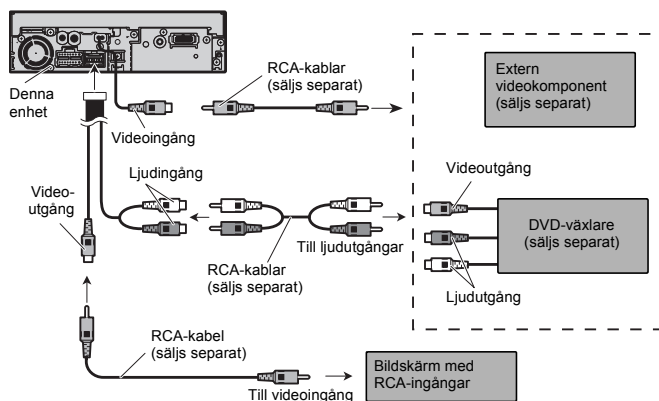 Denna
enhet
RCA-kablar
(säljs separat)
Extern
videokomponent
(säljs separat)
Videoingång
Ljudingång
Videoutgång
Video-
utgång
DVD-växlare
(säljs separat)
Till ljudutgångar
RCA-kablar
(säljs separat)
Ljudutgång
RCA-kabel
(säljs separat)
Till videoingång
Bildskärm med
RCA-ingångar